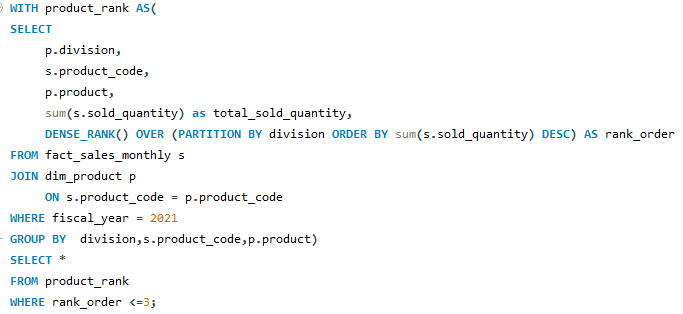 WITH product_rank AS(
SELECT
p.division,
s.product_code,
p.product,
sum(s.sold_quantity) as total_sold_quantity,
DENSE_RANK() OVER (PARTITION BY division ORDER BY sum(s.sold_quantity) DESC) AS rank_order
FROM fact_sales_monthly s
JOIN dim_product p
ON s.product_code = p.product_code
WHERE fiscal_year = 2021
GROUP BY  division,s.product_code,p.product)
SELECT *
FROM product_rank
WHERE rank_order <=3;